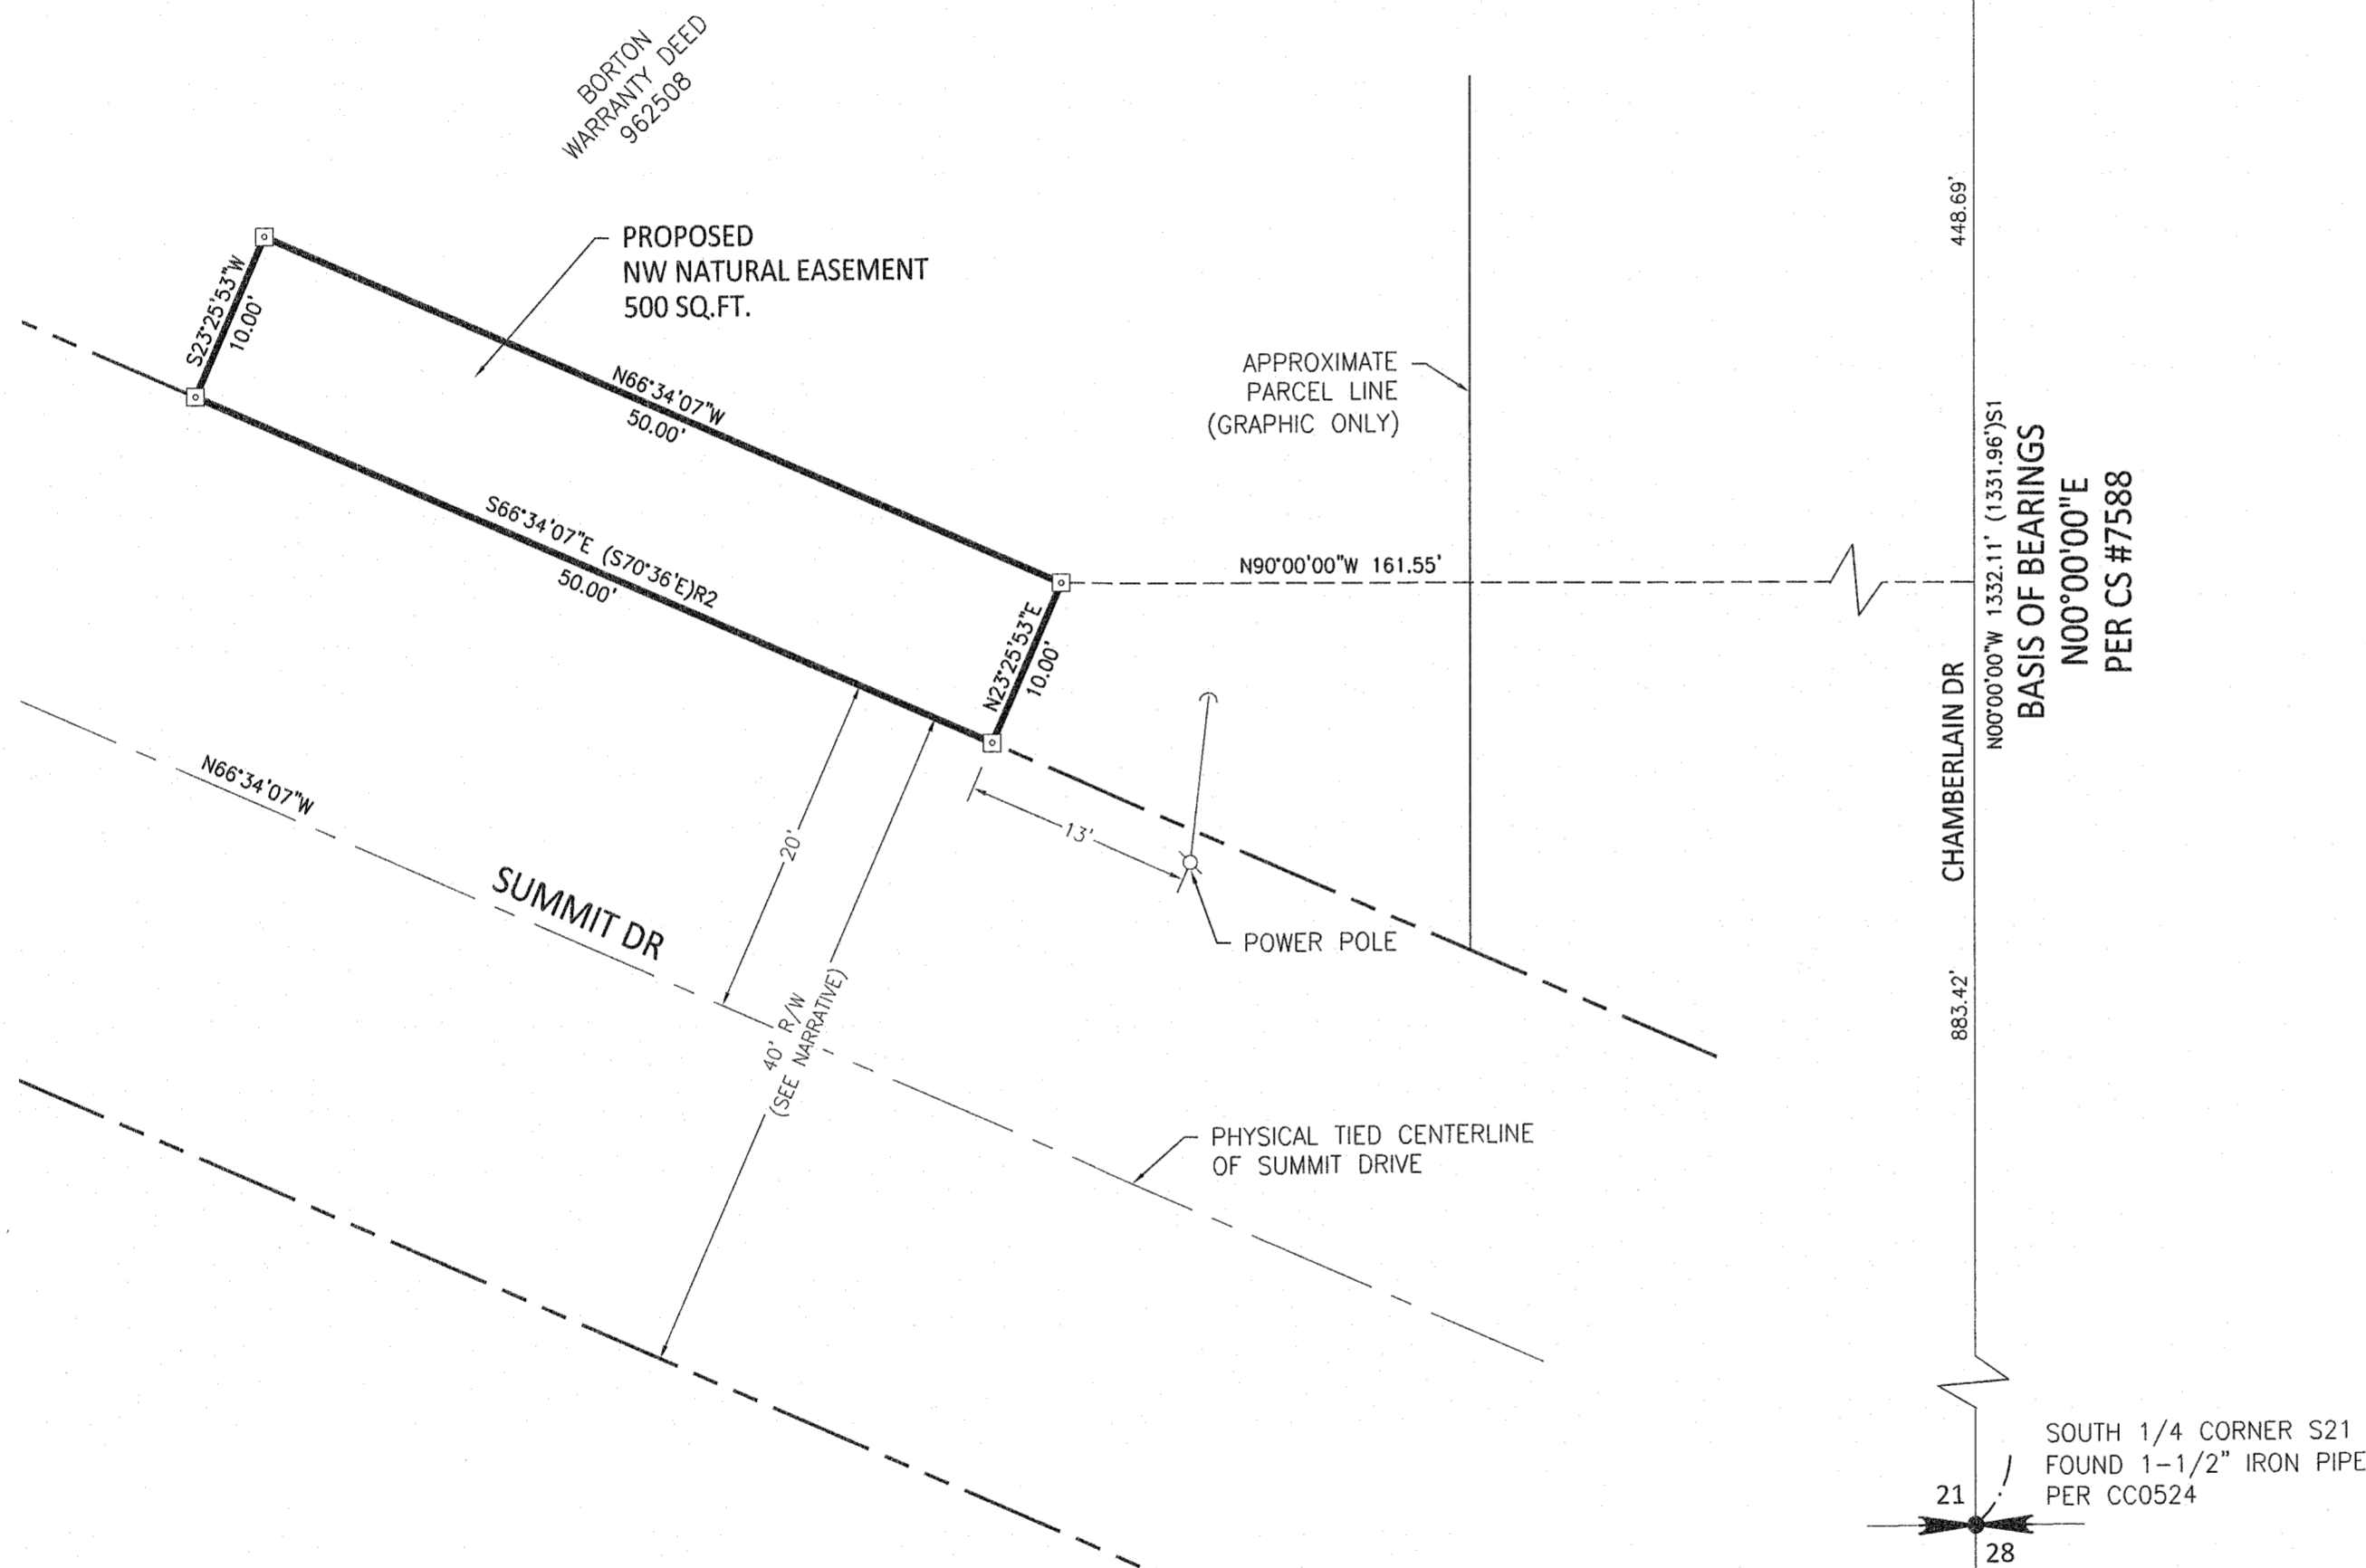 BORTON
WARRANTY DEED
962508
PROPOSED
NW NATURAL EASEMENT
500 SQ.FT.
S23°25'53"W
10.00'
N66°34'07"W
50.00'
S66°34'07"E (S70°36'E)R2
50.00'
N23°25'53"E
10.00'
APPROXIMATE
PARCEL LINE
(GRAPHIC ONLY)
N90°00'00"W 161.55'
448.69'
N00°00'00"W 1332.11' (1331.96')S1
BASIS OF BEARINGS
N00°00'00"E
PER CS #7588
CHAMBERLAIN DR
883.42'
N66°34'07"W
SUMMIT DR
20'
13'
POWER POLE
40' R/W
(SEE NARRATIVE)
PHYSICAL TIED CENTERLINE
OF SUMMIT DRIVE
SOUTH 1/4 CORNER S21
FOUND 1-1/2" IRON PIPE
PER CC0524
21
28